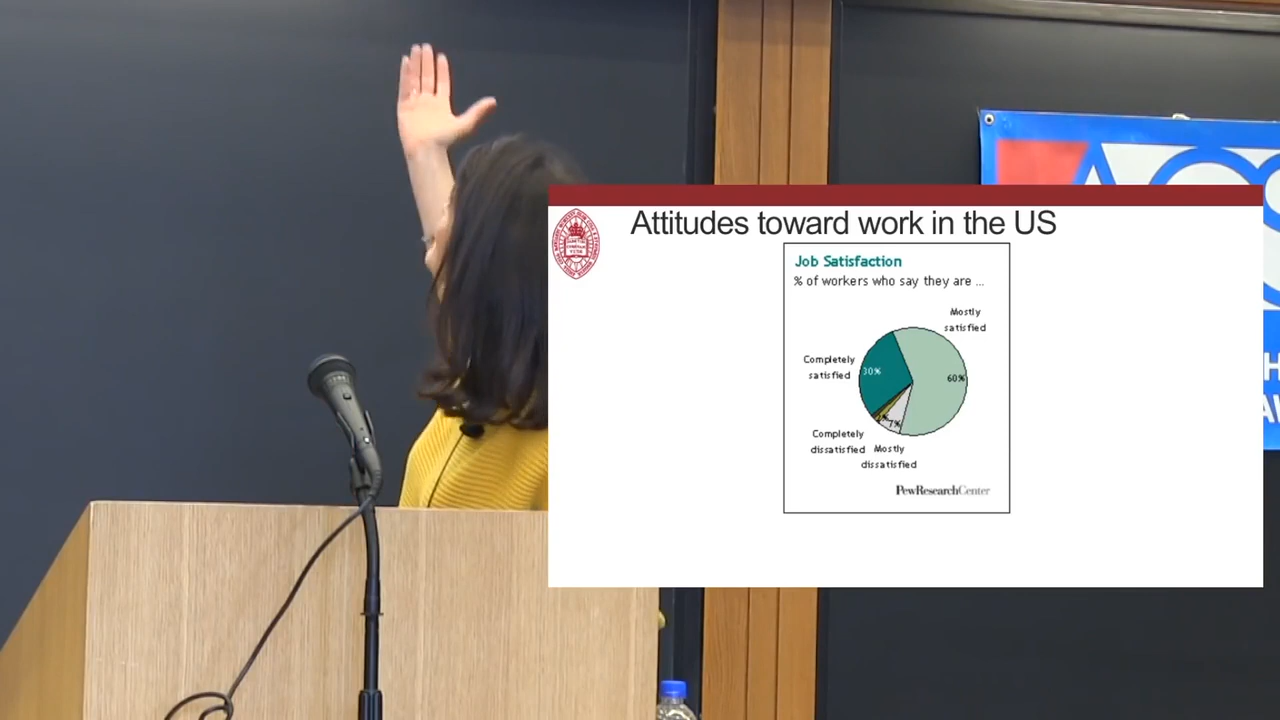 Attitudes toward work in the US
Job Satisfaction
% of workers who say they are ...
Mostly
satisfied
Completely
satisfied
30%
60%
7%
Completely
dissatisfied
Mostly
dissatisfied
PewResearchCenter